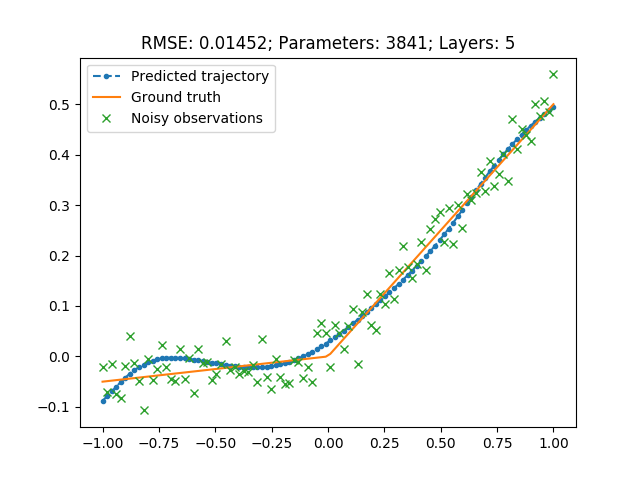 RMSE: 0.01452; Parameters: 3841; Layers: 5
Predicted trajectory
Ground truth
Noisy observations
0.5
0.4
0.3
0.2
0.1
0.0
−0.1
−1.00 −0.75 −0.50 −0.25 0.00 0.25 0.50 0.75 1.00